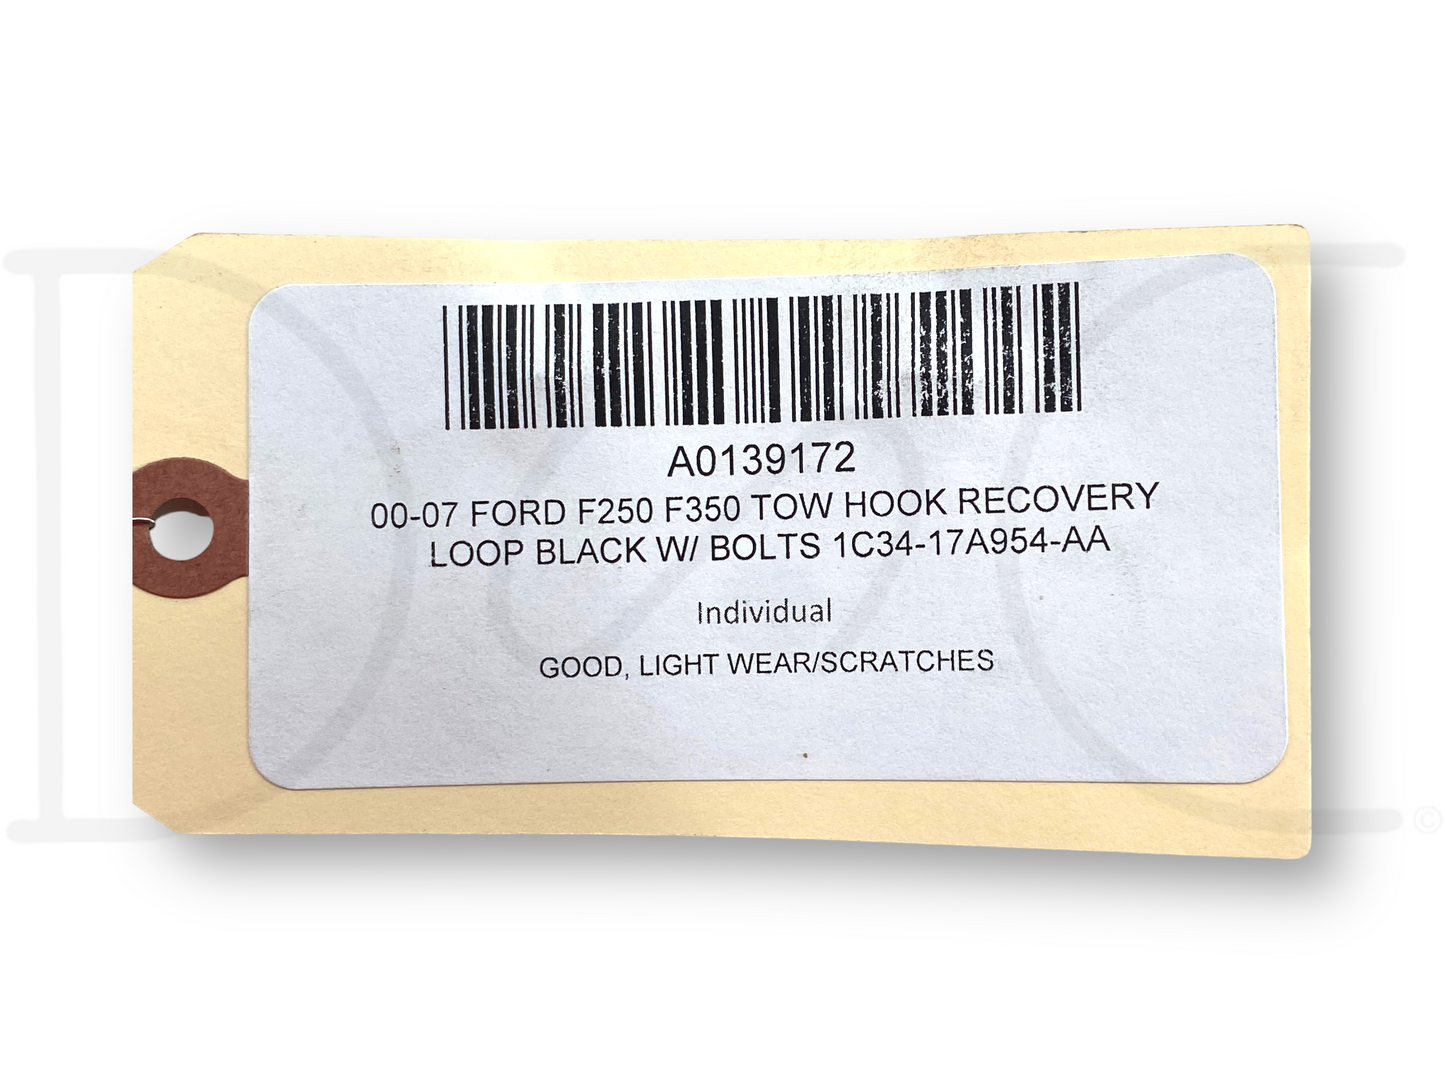 A0139172
00-07 FORD F250 F350 TOW HOOK RECOVERY
LOOP BLACK W/ BOLTS 1C34-17A954-AA
Individual
GOOD, LIGHT WEAR/SCRATCHES
©